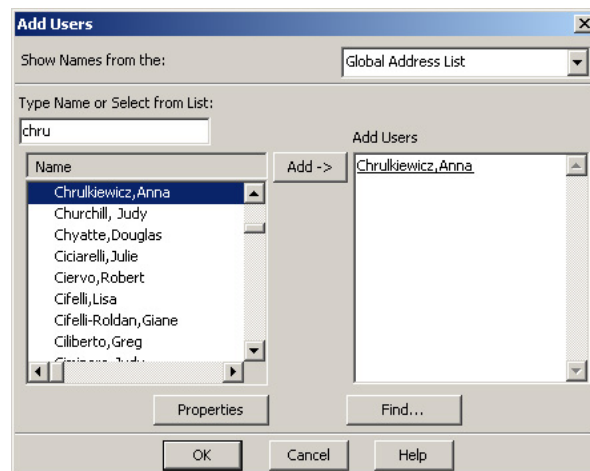 Add Users
Show Names from the:
Global Address List
Type Name or Select from List:
chru
Add Users
Name
Add ->
Chrulkiewicz,Anna
Chrulkiewicz,Anna
Churchill, Judy
Chyatte,Douglas
Ciciarelli,Julie
Ciervo,Robert
Cifelli,Lisa
Cifelli-Roldan,Giane
Ciliberto,Greg
Properties
Find...
OK
Cancel
Help